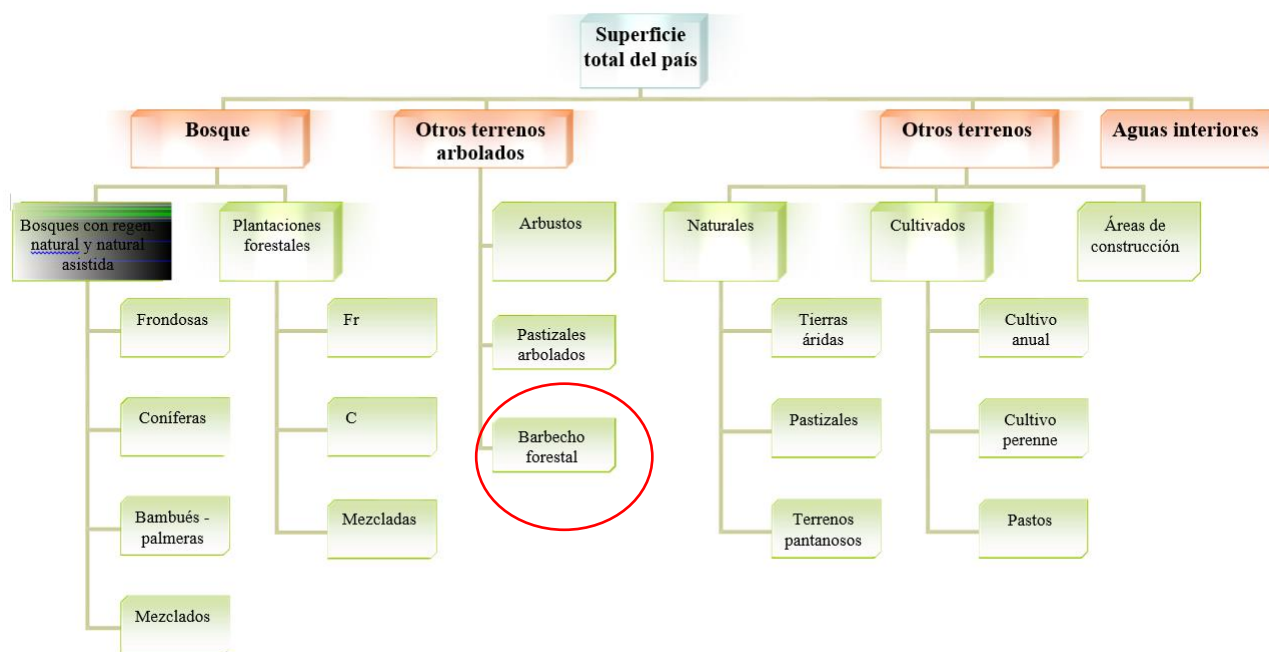 Superficie
total del país
Bosque
Otros terrenos
arbolados
Otros terrenos
Aguas interiores
Bosques con regen.
natural y natural
asistida
Plantaciones
forestales
Arbustos
Naturales
Cultivados
Áreas de
construcción
Frondosas
Fr
Pastizales
arbolados
Tierras
áridas
Cultivo
anual
Coníferas
C
Barbecho
forestal
Pastizales
Cultivo
perenne
Bambués -
palmeras
Mezcladas
Terrenos
pantanosos
Pastos
Mezclados